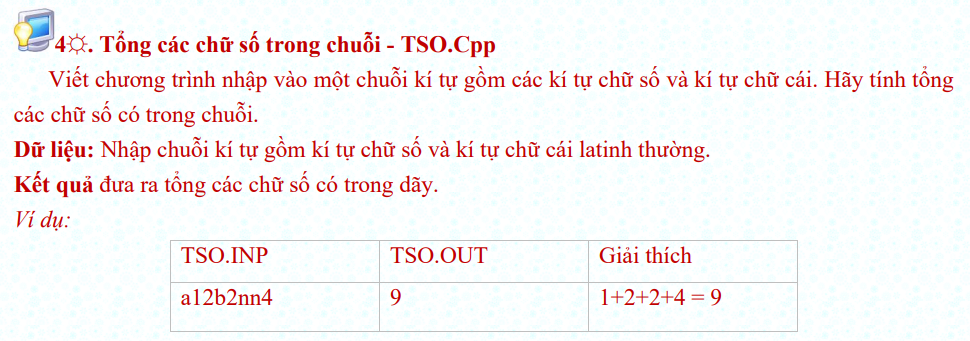 4☼. Tổng các chữ số trong chuỗi - TSO.Cpp
Viết chương trình nhập vào một chuỗi kí tự gồm các kí tự chữ số và kí tự chữ cái. Hãy tính tổng
các chữ số có trong chuỗi.
Dữ liệu: Nhập chuỗi kí tự gồm kí tự chữ số và kí tự chữ cái latinh thường.
Kết quả đưa ra tổng các chữ số có trong dãy.
Ví dụ:
TSO.INP TSO.OUT Giải thích
a12b2nn4 9 1+2+2+4 = 9